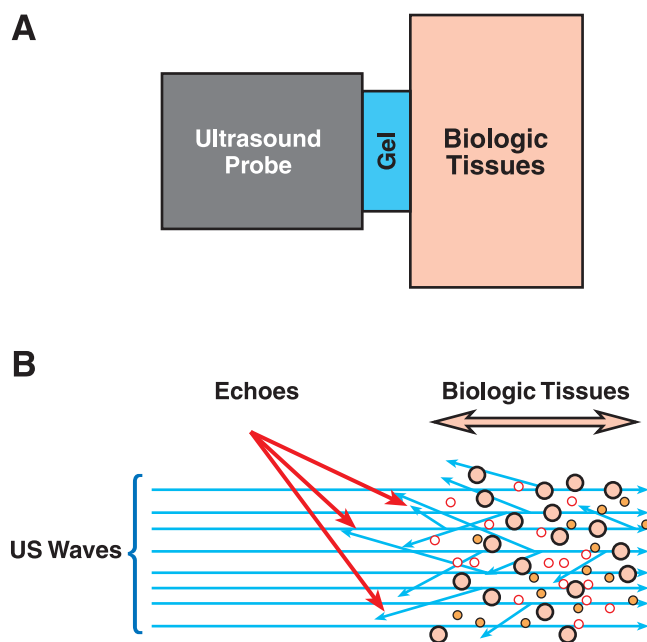 A
Ultrasound
Probe
Gel
Biologic
Tissues
B
Echoes
Biologic Tissues
US Waves